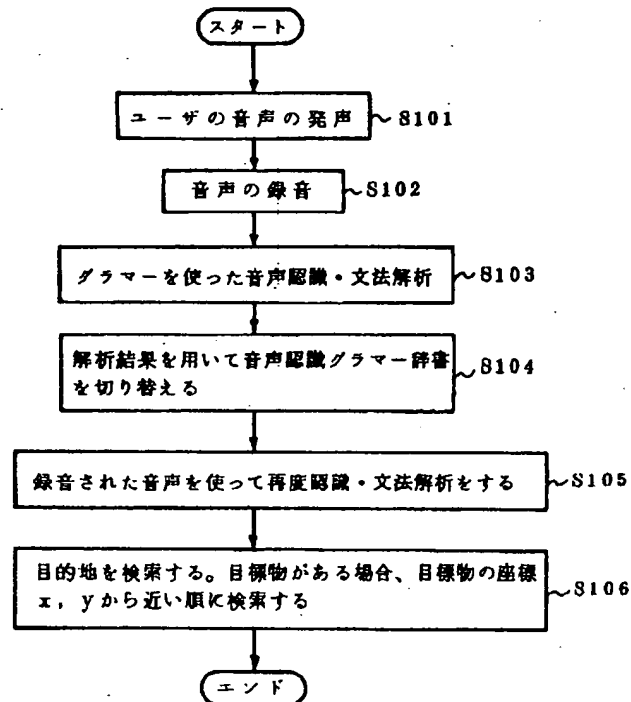 スタート
ユーザの音声の発声 ~S101
音声の録音 ~S102
グラマーを使った音声認識・文法解析 ~S103
解析結果を用いて音声認識グラマー辞書
を切り替える ~S104
録音された音声を使って再度認識・文法解析をする ~S105
目的地を検索する。目標物がある場合、目標物の座標
x，yから近い順に検索する ~S106
エンド